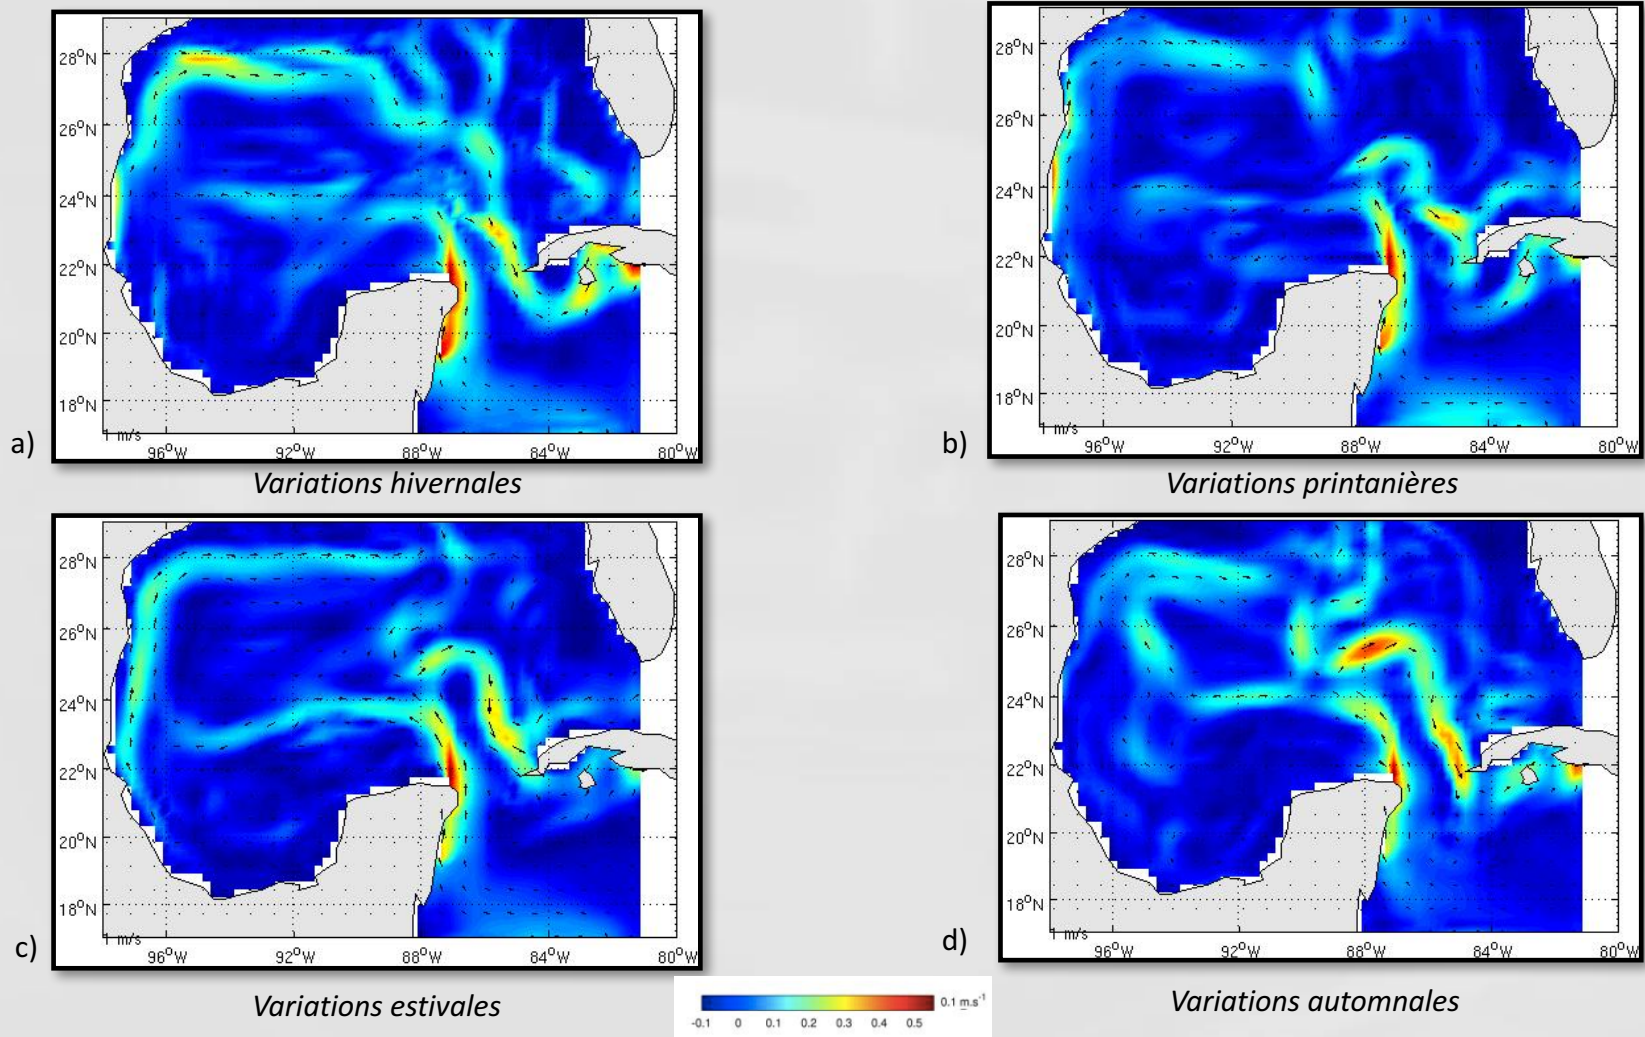 28°N
26°N
24°N
22°N
20°N
18°N
1 m/s
96°W 92°W 88°W 84°W 80°W
a)
Variations hivernales
28°N
26°N
24°N
22°N
20°N
18°N
1 m/s
96°W 92°W 88°W 84°W 80°W
b)
Variations printanières
28°N
26°N
24°N
22°N
20°N
18°N
1 m/s
96°W 92°W 88°W 84°W 80°W
c)
Variations estivales
28°N
26°N
24°N
22°N
20°N
18°N
1 m/s
96°W 92°W 88°W 84°W 80°W
d)
Variations automnales
0.1 m.s⁻¹
-0.1 0 0.1 0.2 0.3 0.4 0.5